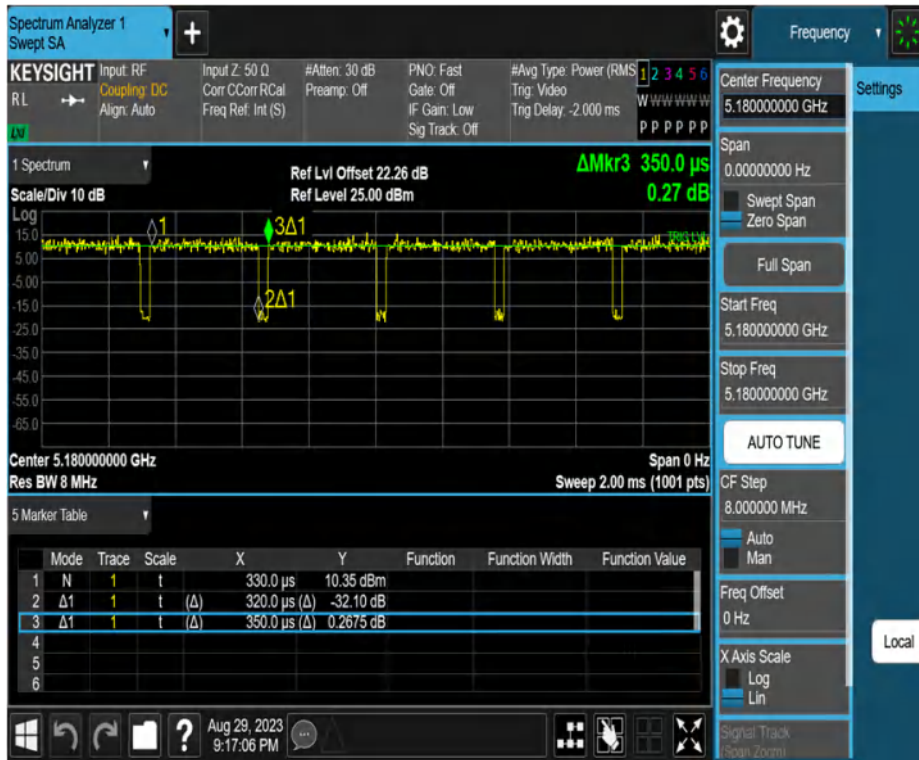 Spectrum Analyzer 1
Swept SA
+
Frequency
KEYSIGHT Input: RF Input Z: 50 Ω #Atten: 30 dB PNO: Fast #Avg Type: Power (RMS 1 2 3 4 5 6
RL Coupling: DC Corr CCorr RCal Preamp: Off Gate: Off Trig: Video W W W W W W
Align: Auto Freq Ref: Int (S) IF Gain: Low Trig Delay: -2.000 ms
Sig Track: Off P P P P P P
LXI
1 Spectrum
Scale/Div 10 dB
Ref Lvl Offset 22.26 dB
Ref Level 25.00 dBm
ΔMkr3 350.0 µs
0.27 dB
Log
15.0
5.00
-5.00
-15.0
-25.0
-35.0
-45.0
-55.0
-65.0
1
3Δ1
2Δ1
TRIG LVL
Center 5.180000000 GHz Span 0 Hz
Res BW 8 MHz Sweep 2.00 ms (1001 pts)
5 Marker Table
Mode Trace Scale X Y Function Function Width Function Value
1 N 1 t 330.0 µs 10.35 dBm
2 Δ1 1 t (Δ) 320.0 µs (Δ) -32.10 dB
3 Δ1 1 t (Δ) 350.0 µs (Δ) 0.2675 dB
4
5
6
?
Aug 29, 2023
9:17:06 PM
Center Frequency
5.180000000 GHz
Span
0.00000000 Hz
Swept Span
Zero Span
Full Span
Start Freq
5.180000000 GHz
Stop Freq
5.180000000 GHz
AUTO TUNE
CF Step
8.000000 MHz
Auto
Man
Freq Offset
0 Hz
X Axis Scale
Log
Lin
Signal Track
(Span Zoom)
Settings
Local